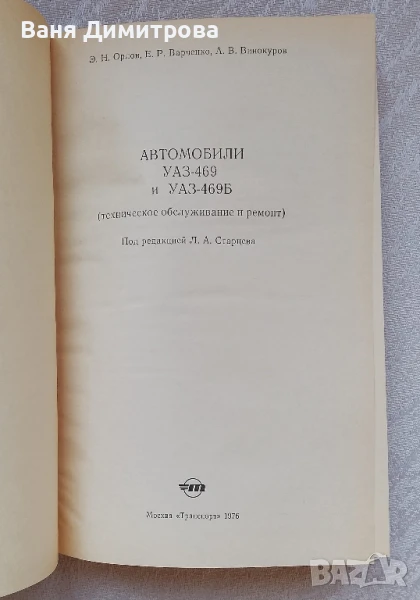 Ваня Димитрова
Э. Н. Орлов, Е. Р. Варченко, А. В. Винокуров
АВТОМОБИЛИ
УАЗ-469
и УАЗ-469Б
(техническое обслуживание и ремонт)
Под редакцией Л. А. Старцева
Москва «Транспорт» 1976
BAZAR